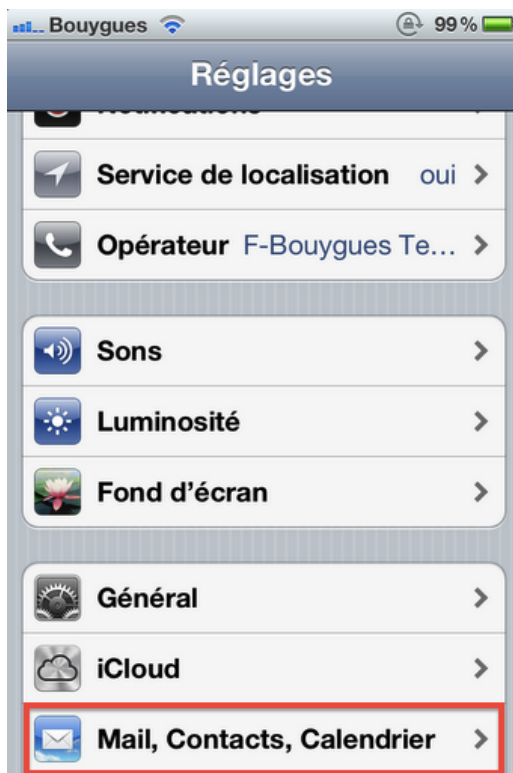 Bouygues 99%
Réglages
Notifications
Service de localisation oui
Opérateur F-Bouygues Te...
Sons
Luminosité
Fond d'écran
Général
iCloud
Mail, Contacts, Calendrier